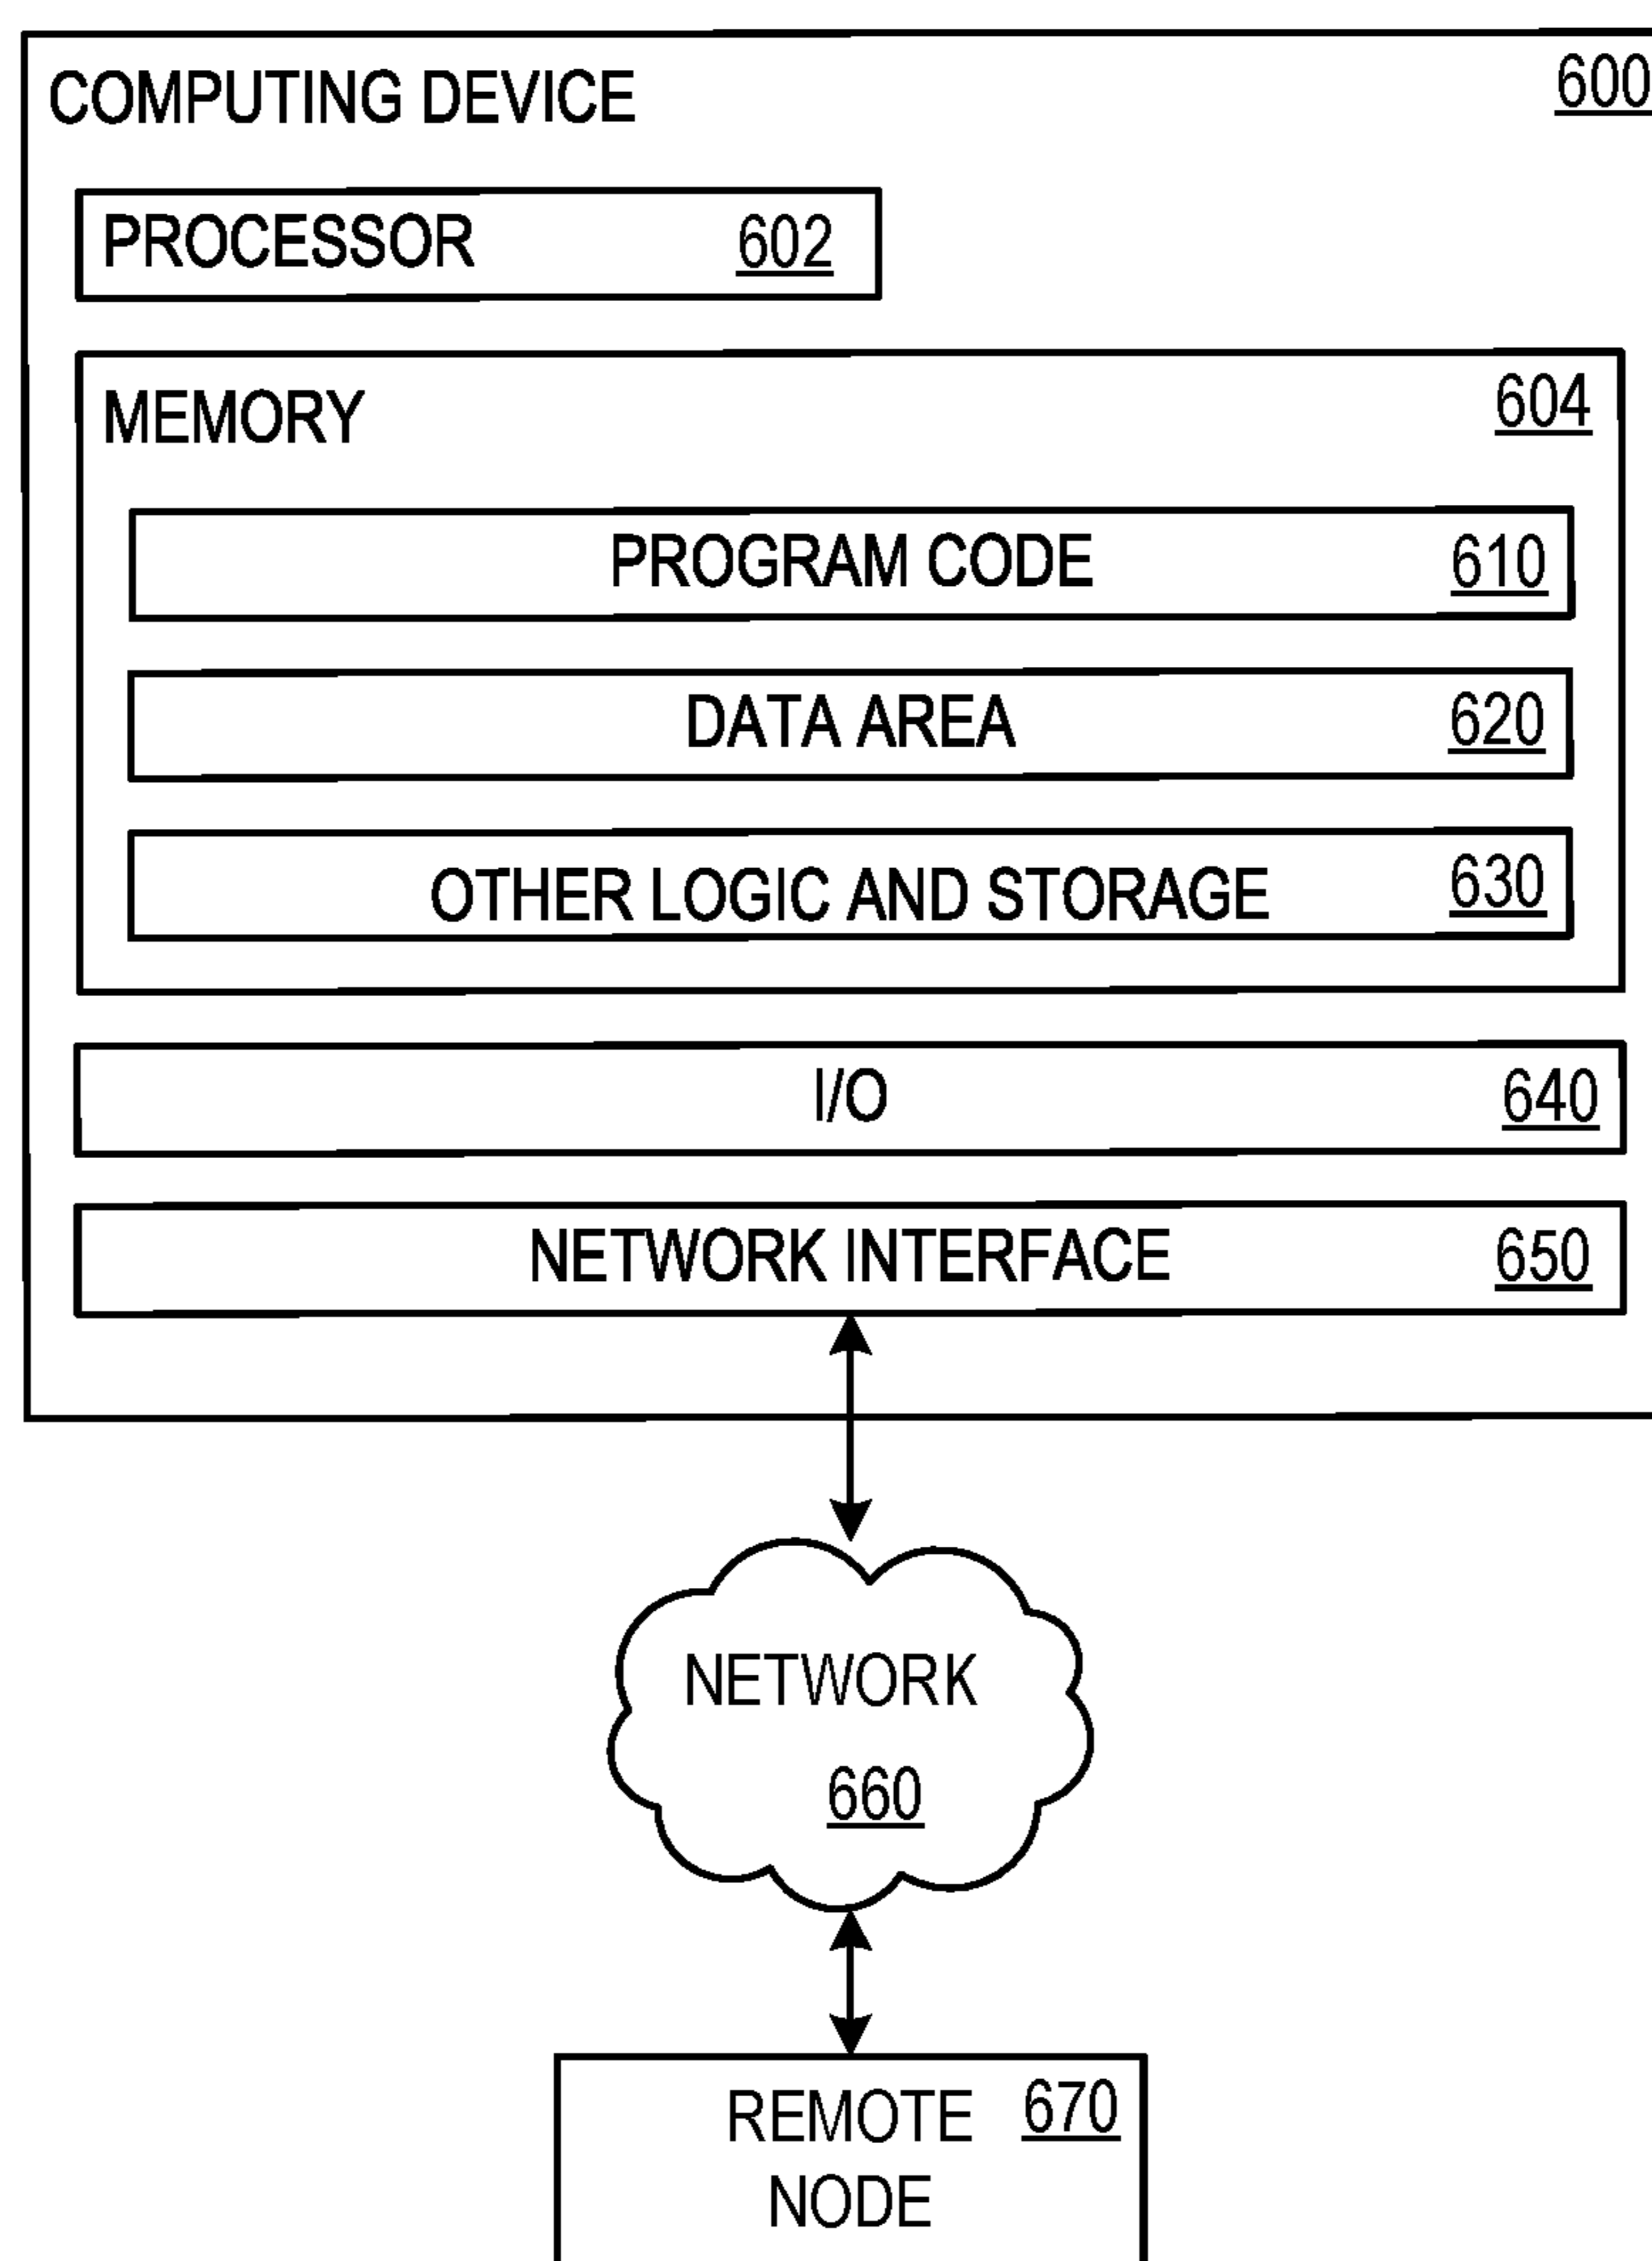 COMPUTING DEVICE 600
PROCESSOR 602
MEMORY 604
PROGRAM CODE 610
DATA AREA 620
OTHER LOGIC AND STORAGE 630
I/O 640
NETWORK INTERFACE 650
NETWORK
660
REMOTE 670
NODE